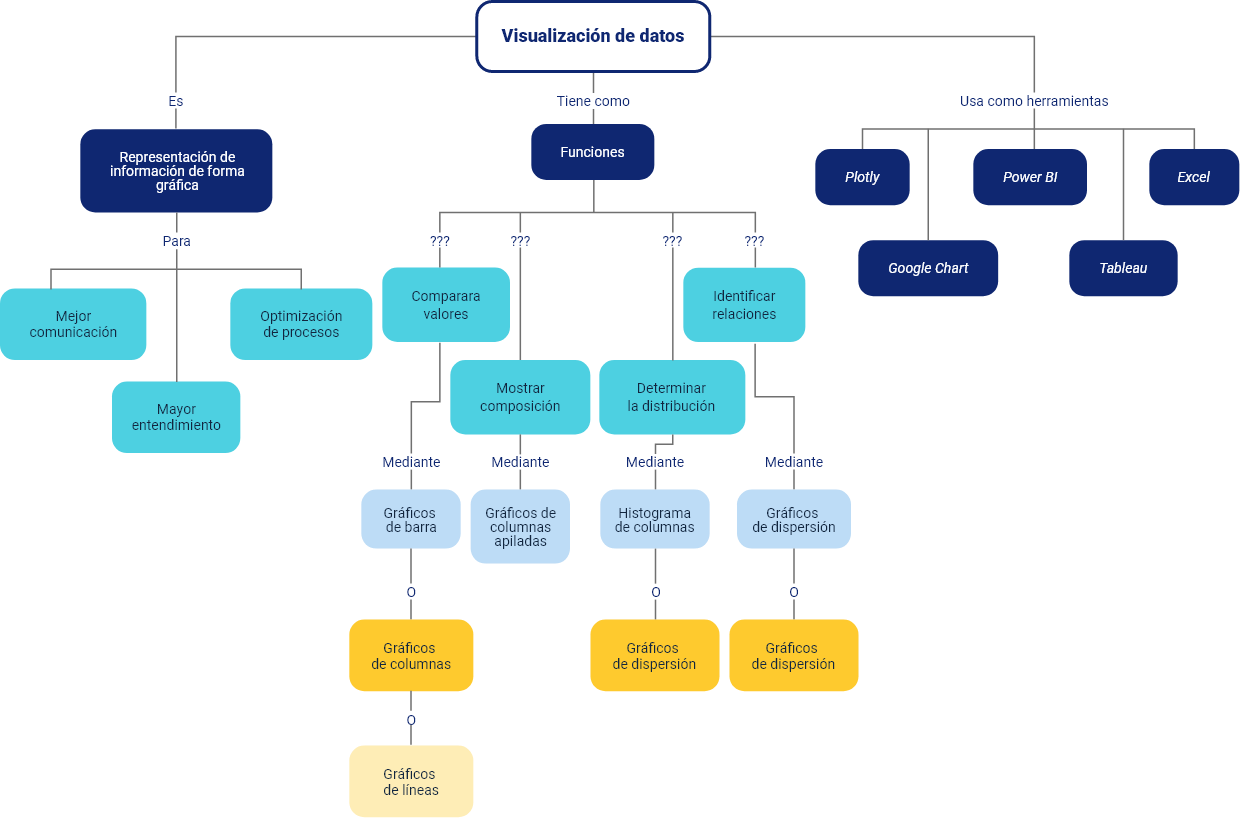 Visualización de datos
Es
Tiene como
Usa como herramientas
Representación de
información de forma
gráfica
Funciones
Plotly
Power BI
Excel
Google Chart
Tableau
Para
Mejor
comunicación
Optimización
de procesos
Mayor
entendimiento
???
???
???
???
Comparara
valores
Identificar
relaciones
Mostrar
composición
Determinar
la distribución
Mediante
Mediante
Mediante
Mediante
Gráficos
de barra
Gráficos de
columnas
apiladas
Histograma
de columnas
Gráficos
de dispersión
O
O
O
Gráficos
de columnas
Gráficos
de dispersión
Gráficos
de dispersión
O
Gráficos
de líneas